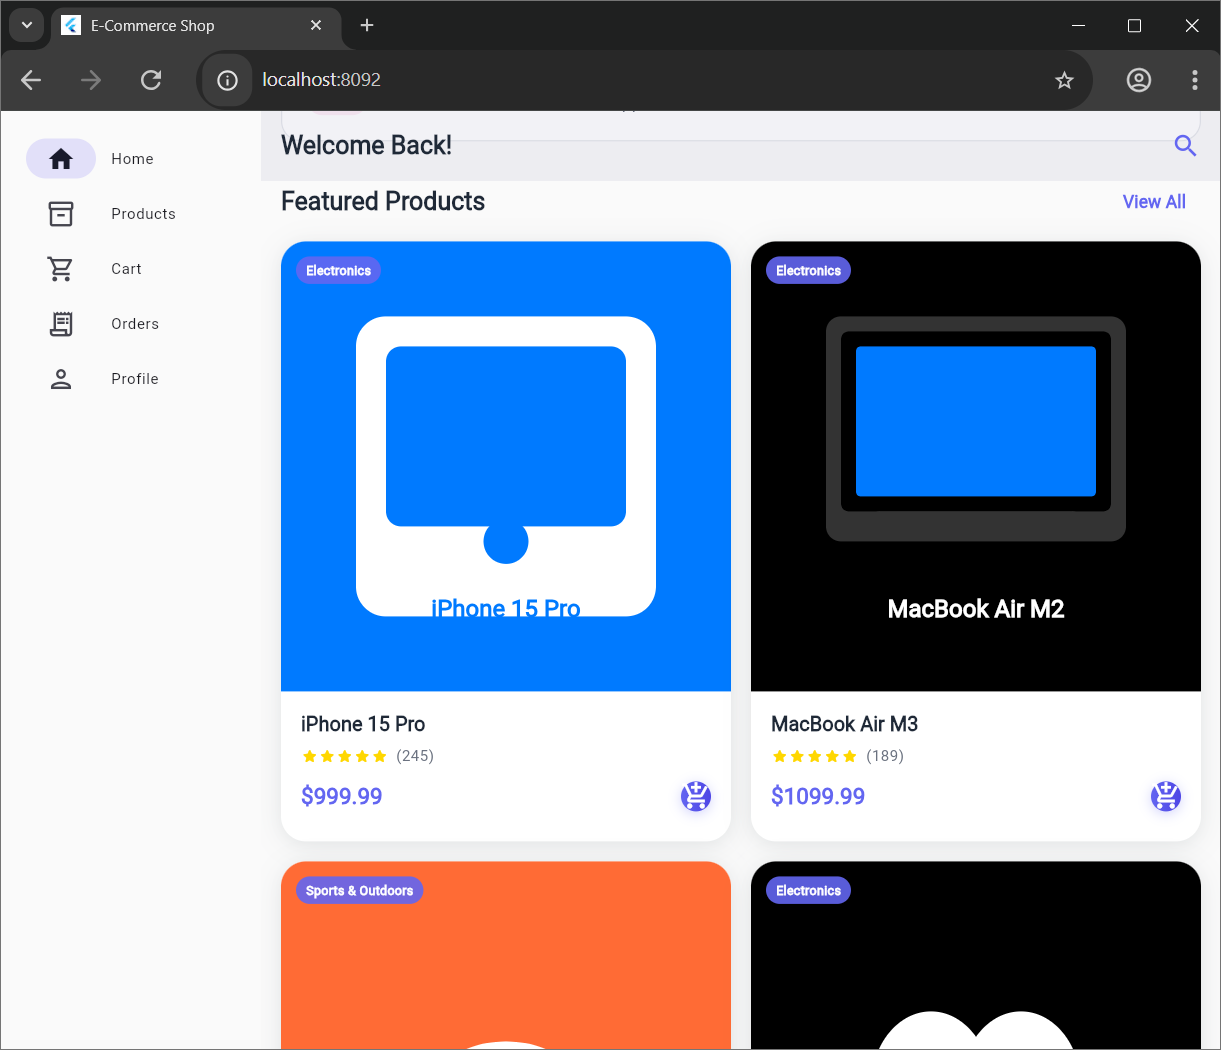 E-Commerce Shop
localhost:8092
Home
Products
Cart
Orders
Profile
Welcome Back!
Featured Products
View All
Electronics
iPhone 15 Pro
iPhone 15 Pro
(245)
$999.99
Electronics
MacBook Air M2
MacBook Air M3
(189)
$1099.99
Sports & Outdoors
Electronics